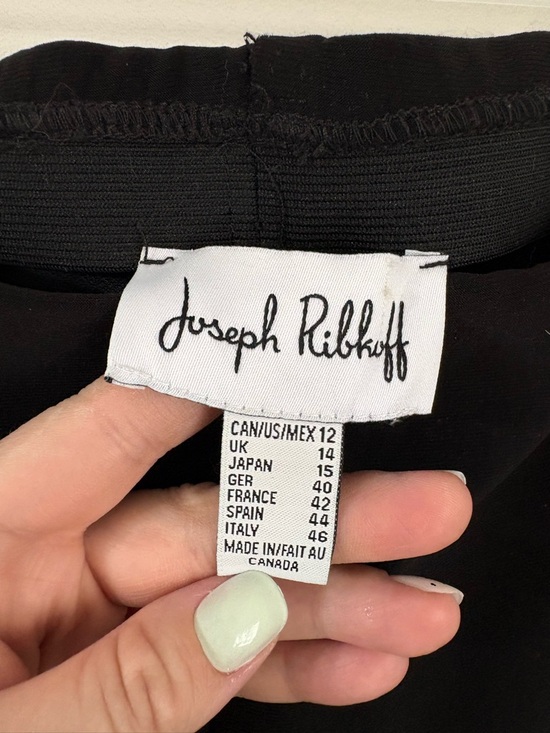 Joseph Ribkoff
CAN/US/MEX 12
UK 14
JAPAN 15
GER 40
FRANCE 42
SPAIN 44
ITALY 46
MADE IN/FAIT AU
CANADA